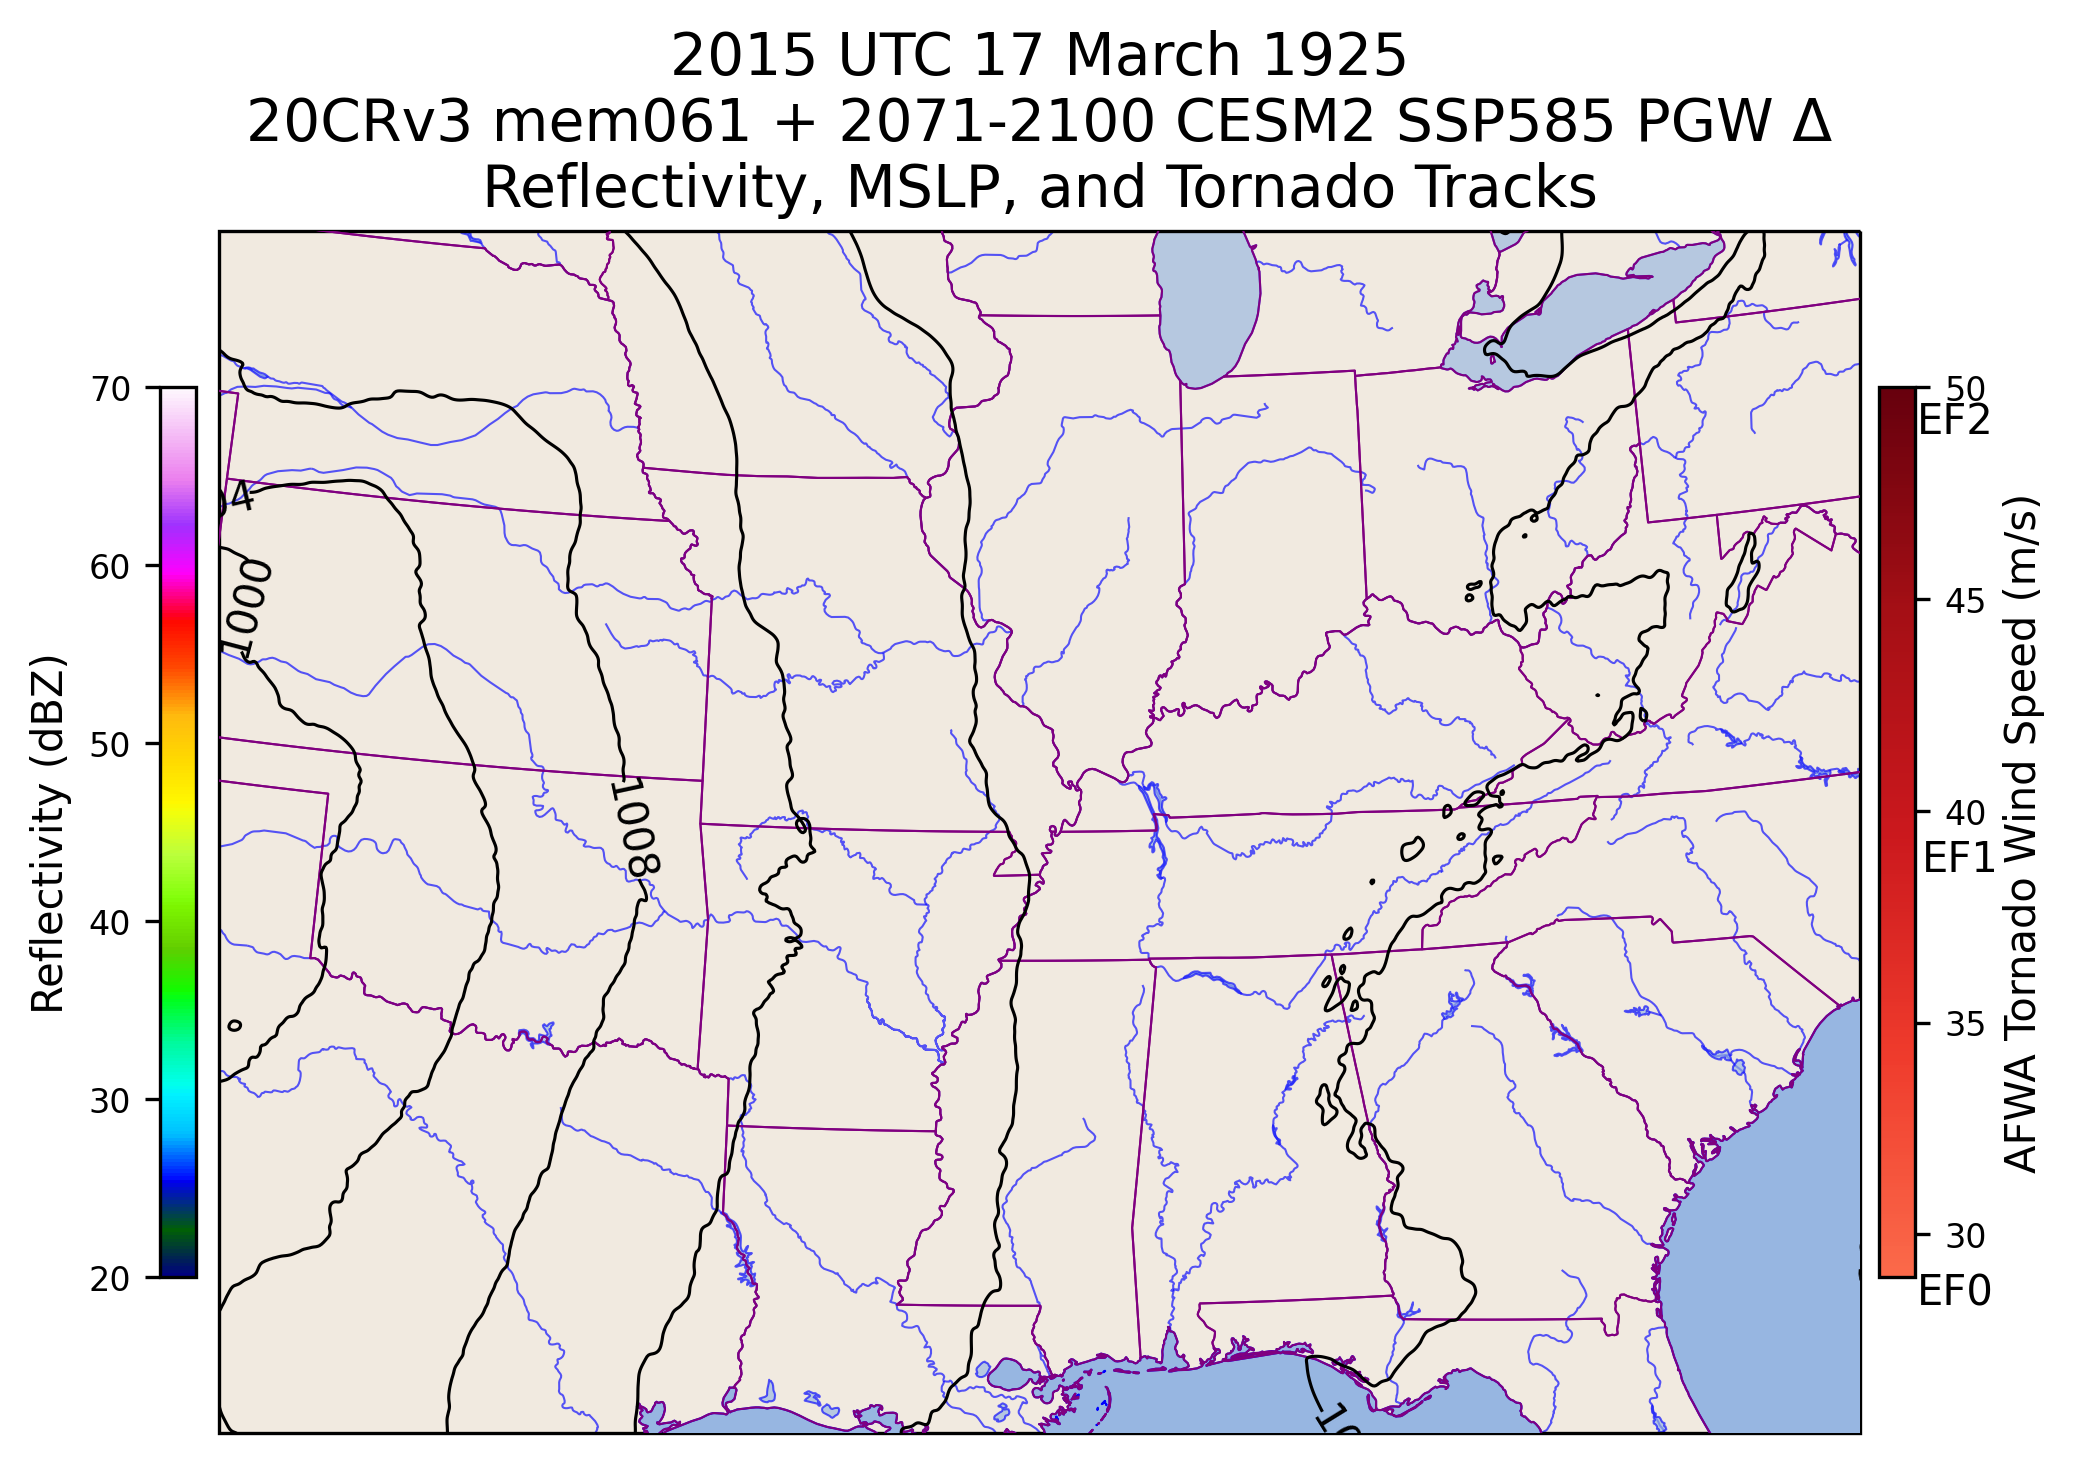 2015 UTC 17 March 1925
20CRv3 mem061 + 2071-2100 CESM2 SSP585 PGW Δ
Reflectivity, MSLP, and Tornado Tracks
Reflectivity (dBZ)
70
60
50
40
30
20
4
1000
1008
10
50
EF2
45
40
EF1
35
30
EF0
AFWA Tornado Wind Speed (m/s)